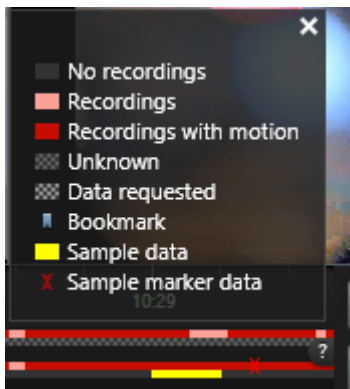 No recordings
Recordings
Recordings with motion
Unknown
Data requested
Bookmark
Sample data
X Sample marker data
10:29
?
X